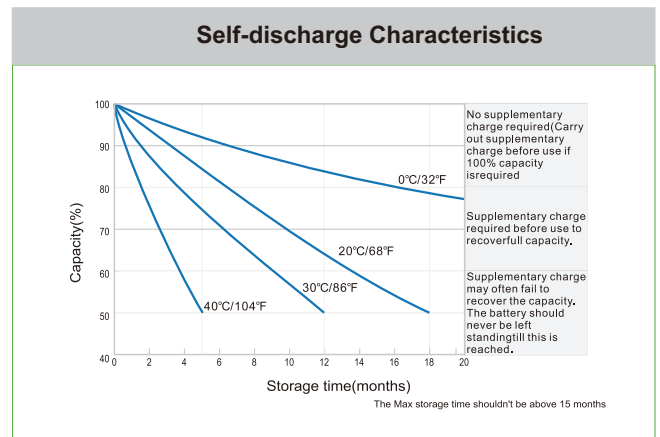 Self-discharge Characteristics
100
90
80
70
60
50
40
Capacity(%)
0
2
4
6
8
10
12
14
16
18
20
Storage time(months)
0℃/32℉
20℃/68℉
30℃/86℉
40℃/104℉
No supplementary
charge required(Carry
out supplementary
charge before use if
100% capacity
isrequired
Supplementary charge
required before use to
recoverfull capacity.
Supplementary charge
may often fail to
recover the capacity.
The battery should
never be left
standingtill this is
reached.
The Max storage time shouldn't be above 15 months